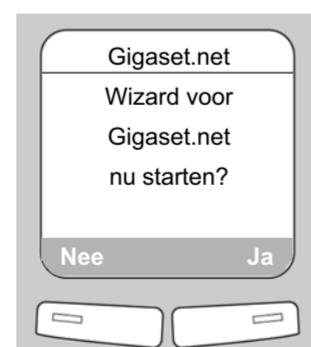 Gigaset.net
Wizard voor
Gigaset.net
nu starten?
Nee Ja